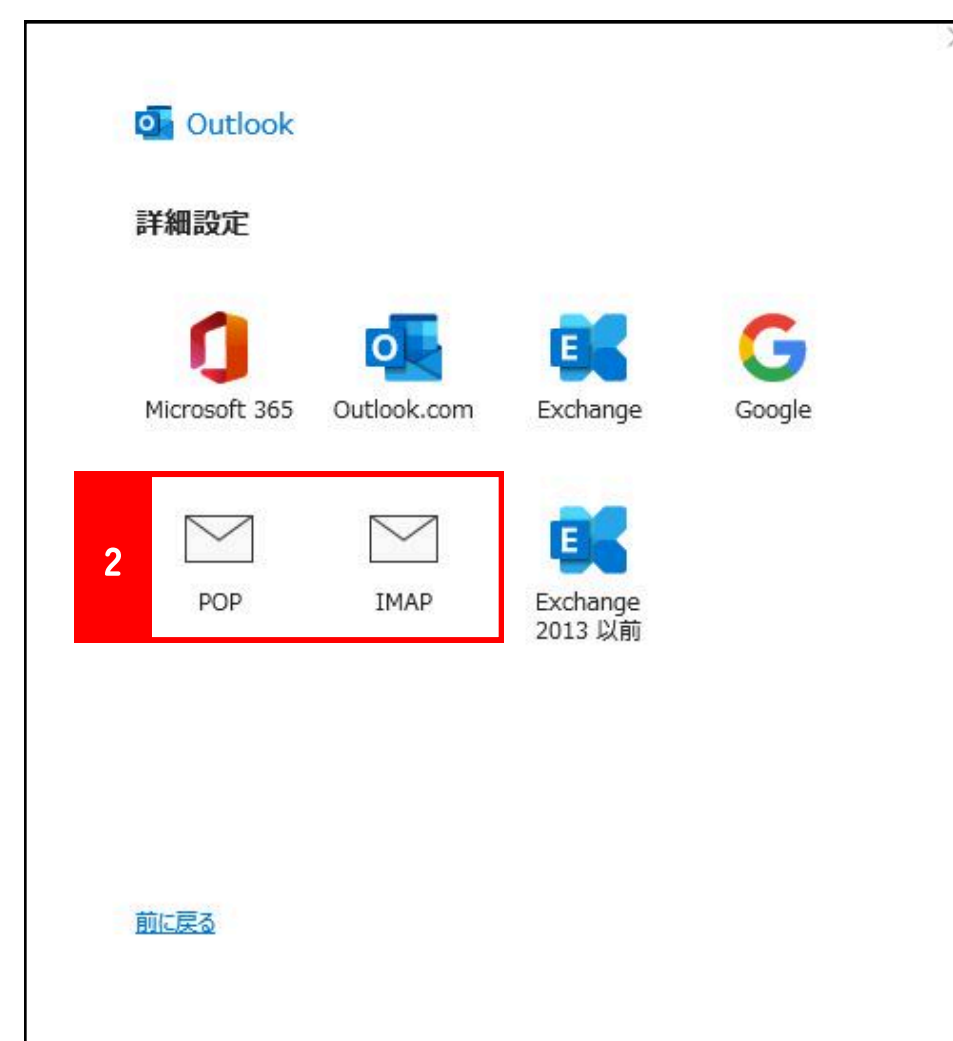 Outlook
詳細設定
Microsoft 365 Outlook.com Exchange Google
2
POP IMAP Exchange
2013 以前
前に戻る